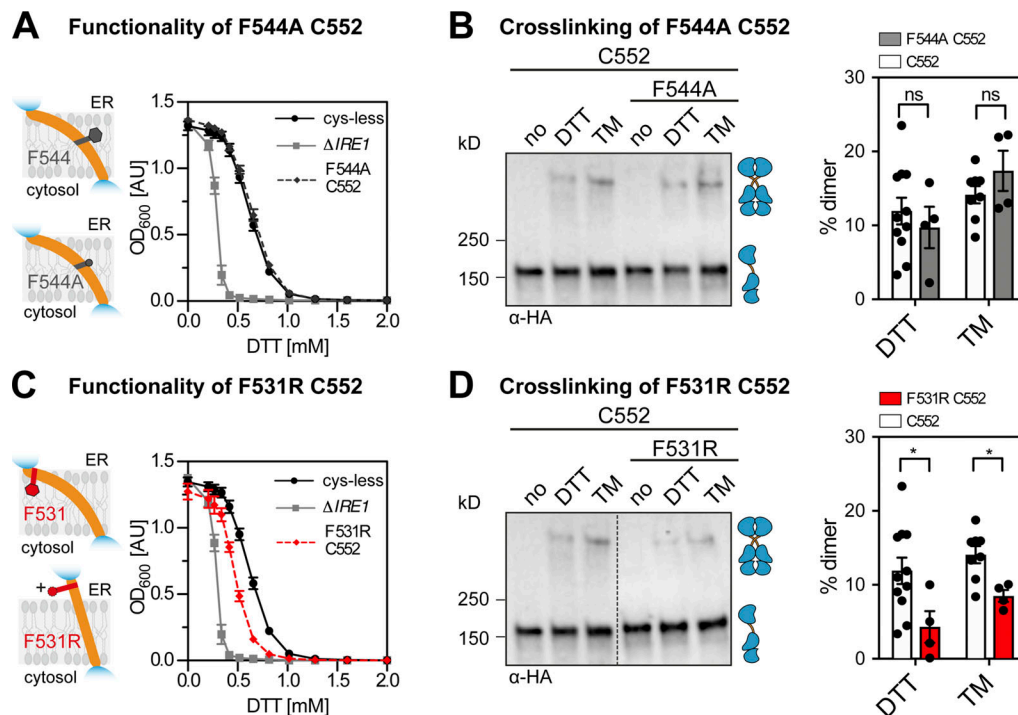 A Functionality of F544A C552
ER
F544
cytosol
ER
F544A
cytosol
OD600 [AU]
1.5
1.0
0.5
0.0
cys-less
ΔIRE1
F544A
C552
0.0 0.5 1.0 1.5 2.0
DTT [mM]
B Crosslinking of F544A C552
C552
F544A
no DTT TM no DTT TM
kD
250
150
α-HA
F544A C552
C552
% dimer
30
20
10
0
ns ns
DTT TM
C Functionality of F531R C552
ER
F531
cytosol
+ ER
F531R
cytosol
OD600 [AU]
1.5
1.0
0.5
0.0
cys-less
ΔIRE1
F531R
C552
0.0 0.5 1.0 1.5 2.0
DTT [mM]
D Crosslinking of F531R C552
C552
F531R
no DTT TM no DTT TM
kD
250
150
α-HA
F531R C552
C552
% dimer
30
20
10
0
* *
DTT TM